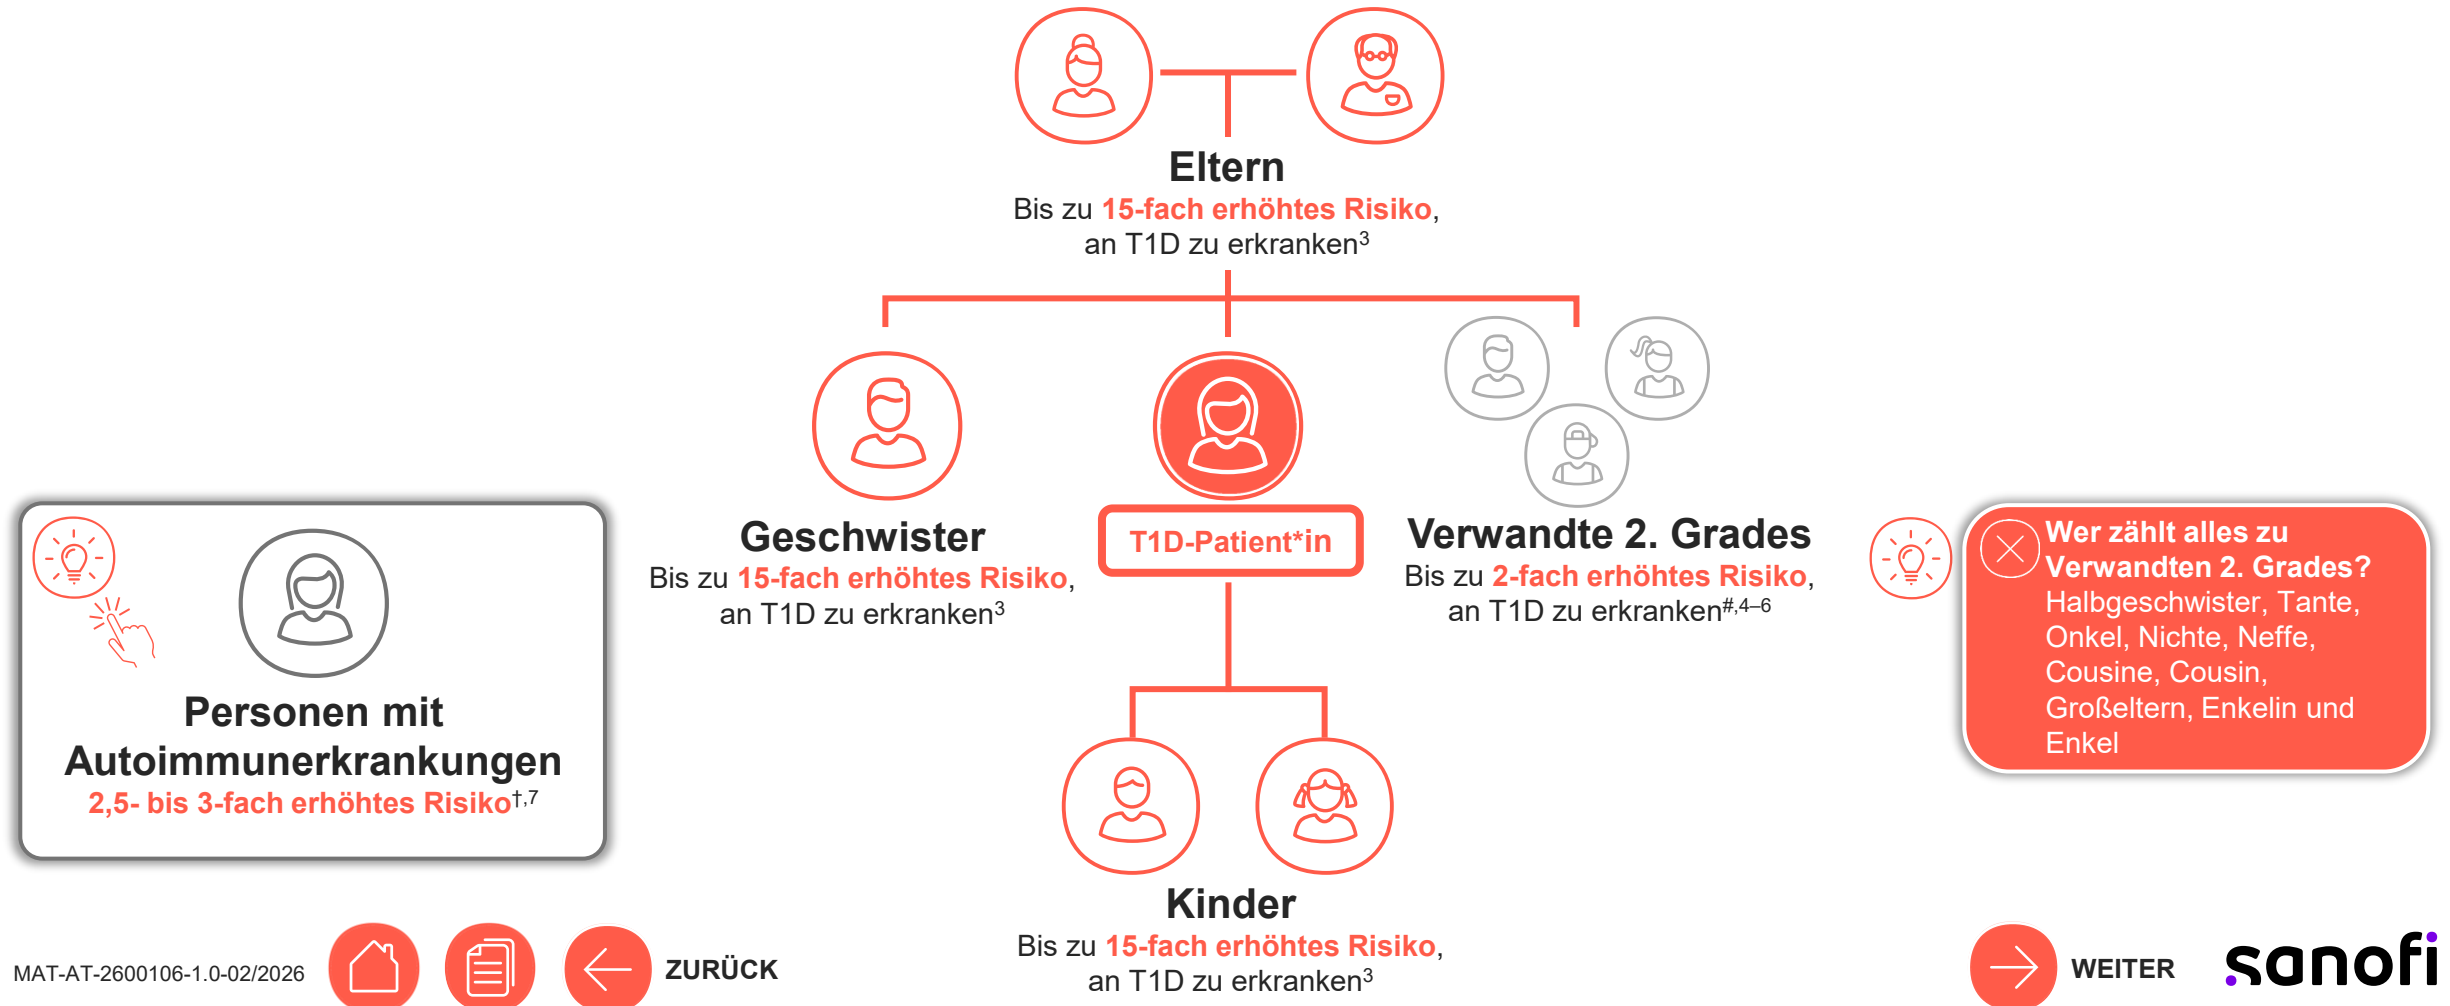 Eltern
Bis zu 15-fach erhöhtes Risiko,
an T1D zu erkranken³
Geschwister
Bis zu 15-fach erhöhtes Risiko,
an T1D zu erkranken³
T1D-Patient*in
Verwandte 2. Grades
Bis zu 2-fach erhöhtes Risiko,
an T1D zu erkranken#,4–6
Wer zählt alles zu
Verwandten 2. Grades?
Halbgeschwister, Tante,
Onkel, Nichte, Neffe,
Cousine, Cousin,
Großeltern, Enkelin und
Enkel
Personen mit
Autoimmunerkrankungen
2,5- bis 3-fach erhöhtes Risiko†,7
Kinder
Bis zu 15-fach erhöhtes Risiko,
an T1D zu erkranken³
MAT-AT-2600106-1.0-02/2026
ZURÜCK
WEITER
sanofi